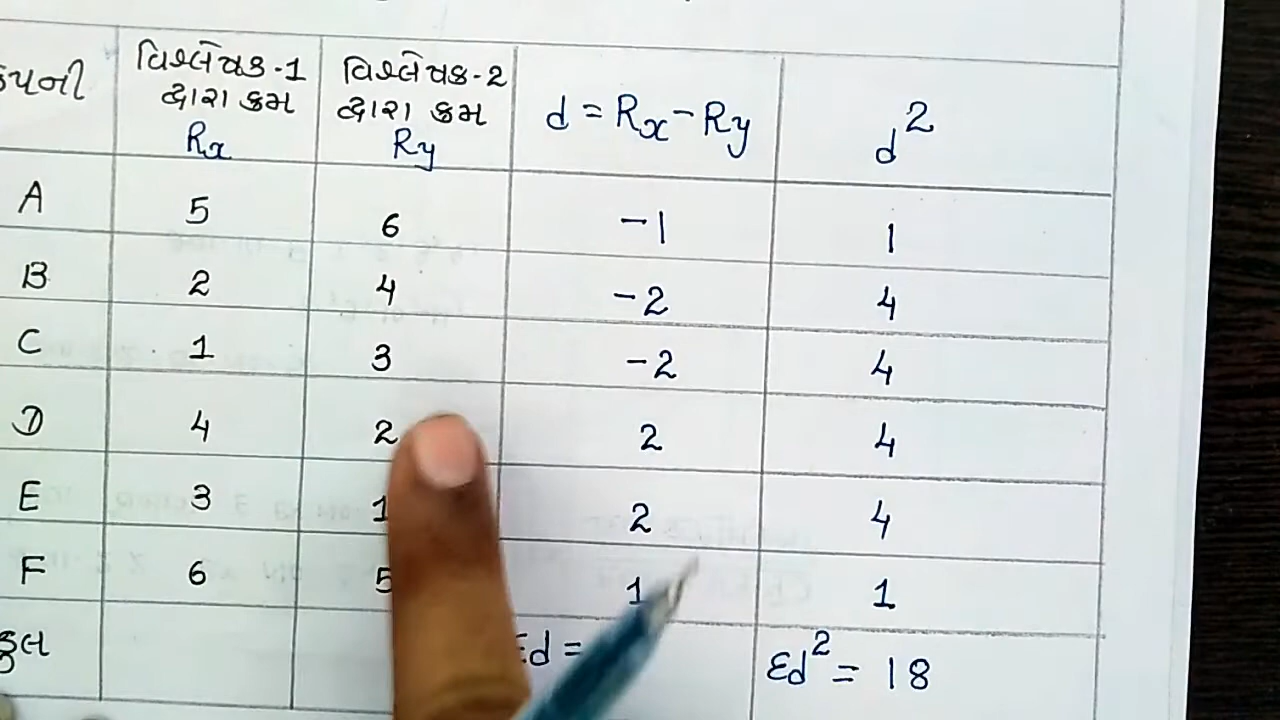 વિશ્લેષક-1 દ્વારા ક્રમ Rx
વિશ્લેષક-2 દ્વારા ક્રમ Ry
d = Rx - Ry
d²
A 5 6 -1 1
B 2 4 -2 4
C 1 3 -2 4
D 4 2 2 4
E 3 1 2 4
F 6 5 1 1
કુલ Σd = Σd² = 18